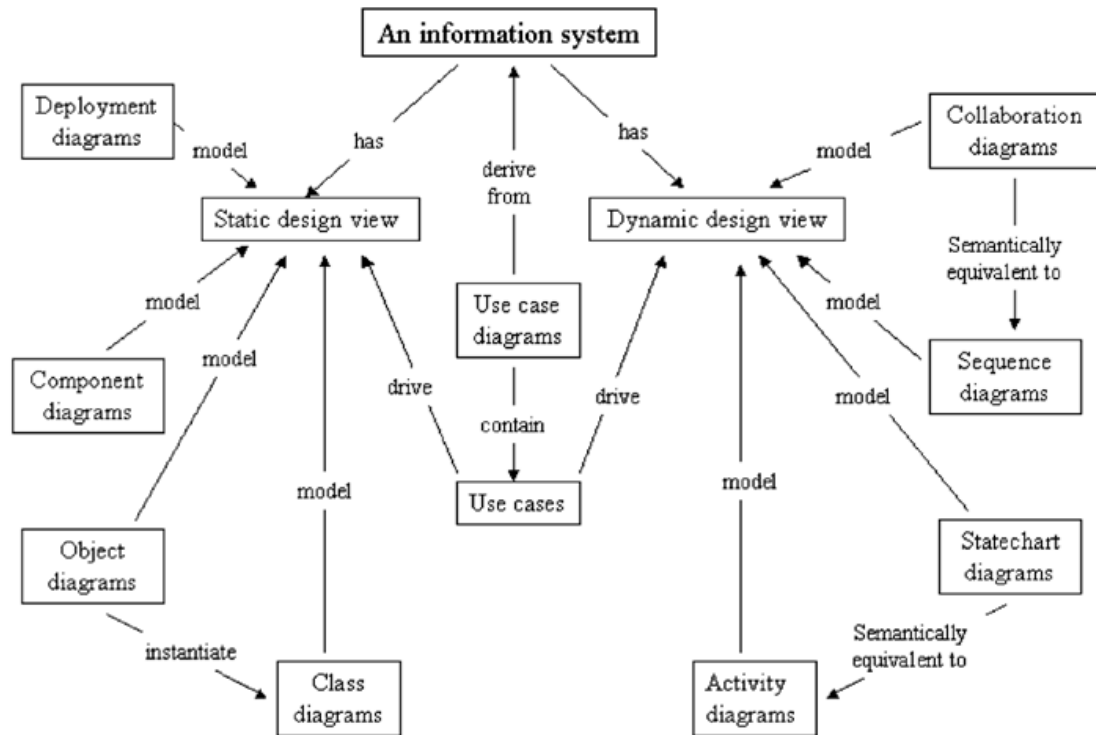 An information system
Deployment
diagrams
Collaboration
diagrams
has
has
model
model
derive
from
Static design view
Dynamic design view
Semantically
equivalent to
model
Use case
diagrams
model
model
Component
diagrams
Sequence
diagrams
drive
drive
model
contain
model
model
Use cases
Object
diagrams
Statechart
diagrams
instantiate
Semantically
equivalent to
Class
diagrams
Activity
diagrams